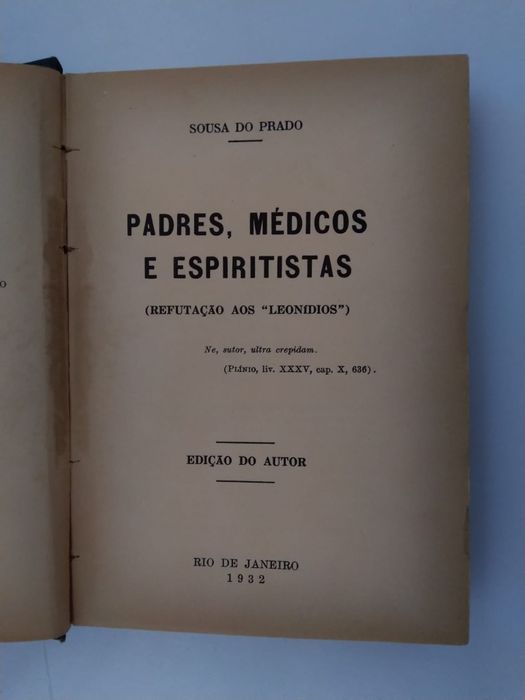 SOUSA DO PRADO
PADRES, MÉDICOS
E ESPIRITISTAS
(REFUTAÇÃO AOS "LEONÍDIOS")
Ne, sutor, ultra crepidam.
(PLÍNIO, liv. XXXV, cap. X, 636).
EDIÇÃO DO AUTOR
RIO DE JANEIRO
1932